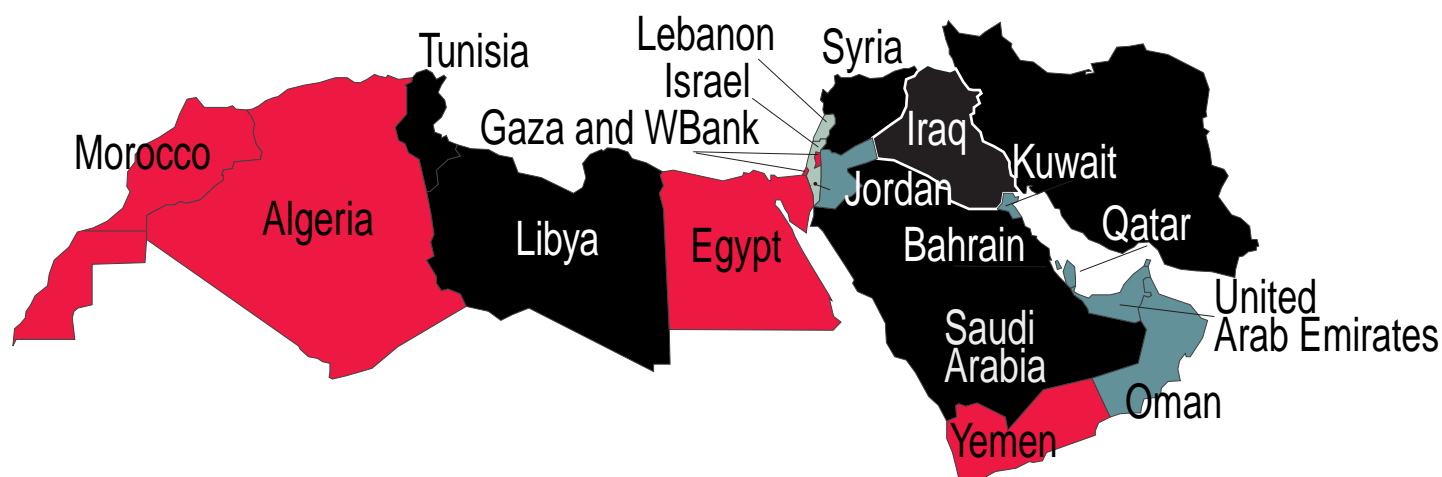 Tunisia
Lebanon
Syria
Israel
Gaza and WBank
Iraq
Morocco
Kuwait
Jordan
Algeria
Libya
Egypt
Bahrain
Qatar
United
Arab Emirates
Saudi
Arabia
Oman
Yemen